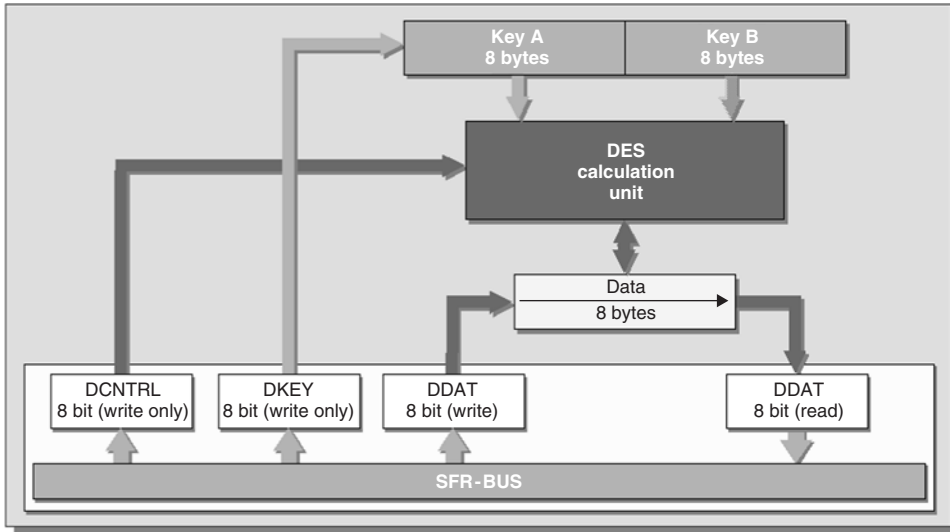 Key A
8 bytes
Key B
8 bytes
DES
calculation
unit
Data
8 bytes
DCNTRL
8 bit (write only)
DKEY
8 bit (write only)
DDAT
8 bit (write)
DDAT
8 bit (read)
SFR-BUS